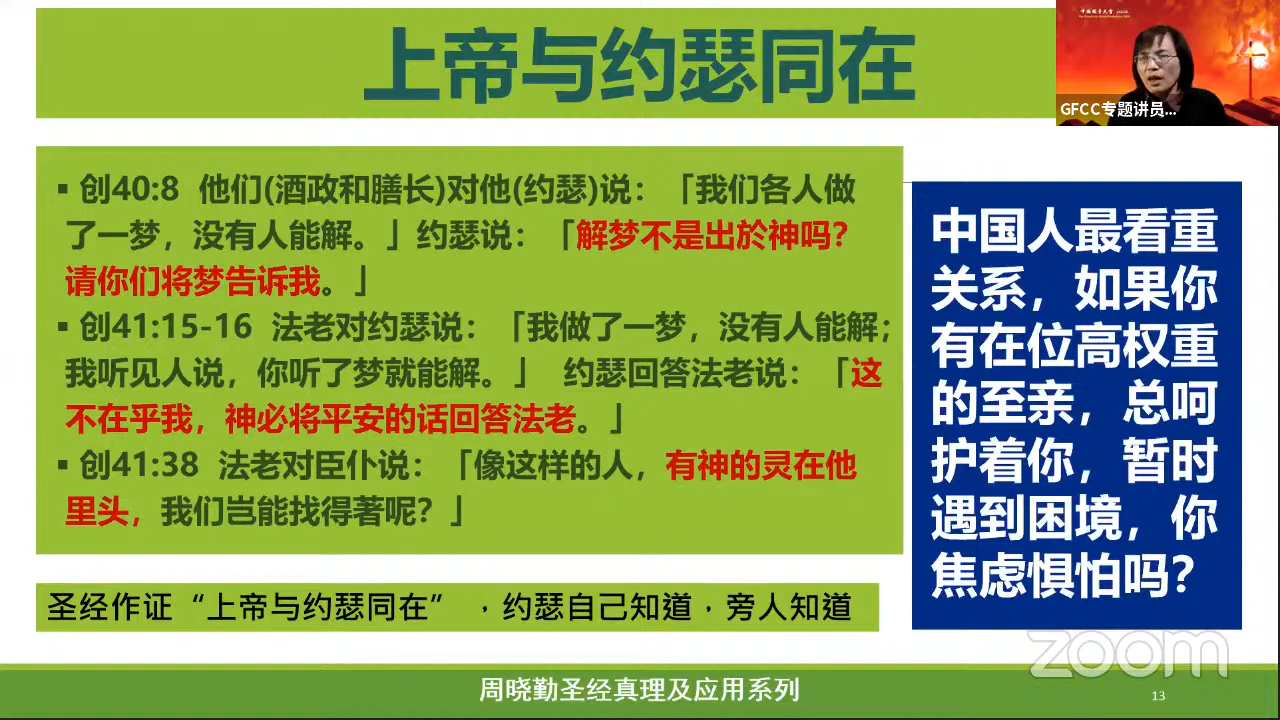 上帝与约瑟同在
GFCC专题讲员...
▪ 创40:8 他们(酒政和膳长)对他(约瑟)说：「我们各人做
了一梦，没有人能解。」约瑟说：「解梦不是出於神吗？
请你们将梦告诉我。」
▪ 创41:15-16 法老对约瑟说：「我做了一梦，没有人能解；
我听见人说，你听了梦就能解。」 约瑟回答法老说：「这
不在乎我，神必将平安的话回答法老。」
▪ 创41:38 法老对臣仆说：「像这样的人，有神的灵在他
里头，我们岂能找得著呢？」
中国人最看重
关系，如果你
有在位高权重
的至亲，总呵
护着你，暂时
遇到困境，你
焦虑惧怕吗？
圣经作证“上帝与约瑟同在”，约瑟自己知道，旁人知道
zoom
周晓勤圣经真理及应用系列
13